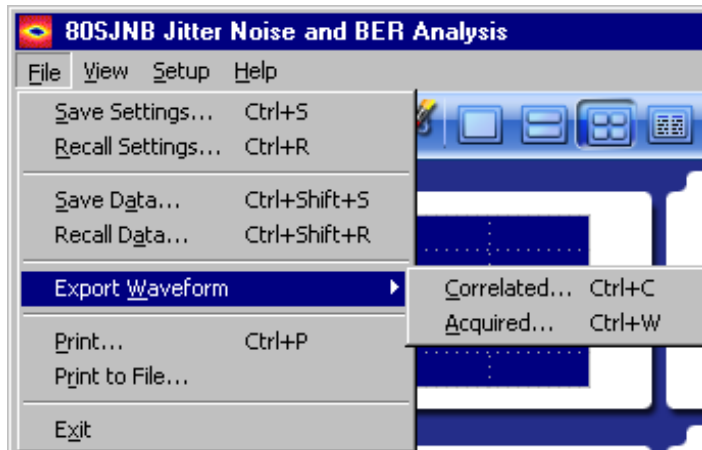 80SJNB Jitter Noise and BER Analysis
File View Setup Help
Save Settings... Ctrl+S
Recall Settings... Ctrl+R
Save Data... Ctrl+Shift+S
Recall Data... Ctrl+Shift+R
Export Waveform
Correlated... Ctrl+C
Acquired... Ctrl+W
Print... Ctrl+P
Print to File...
Exit